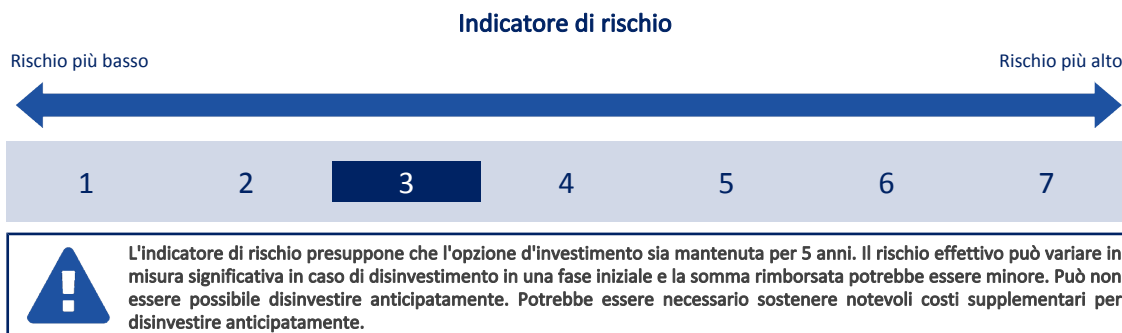 Indicatore di rischio
Rischio più basso
Rischio più alto
1 2 3 4 5 6 7
L'indicatore di rischio presuppone che l'opzione d'investimento sia mantenuta per 5 anni. Il rischio effettivo può variare in
misura significativa in caso di disinvestimento in una fase iniziale e la somma rimborsata potrebbe essere minore. Può non
essere possibile disinvestire anticipatamente. Potrebbe essere necessario sostenere notevoli costi supplementari per
disinvestire anticipatamente.